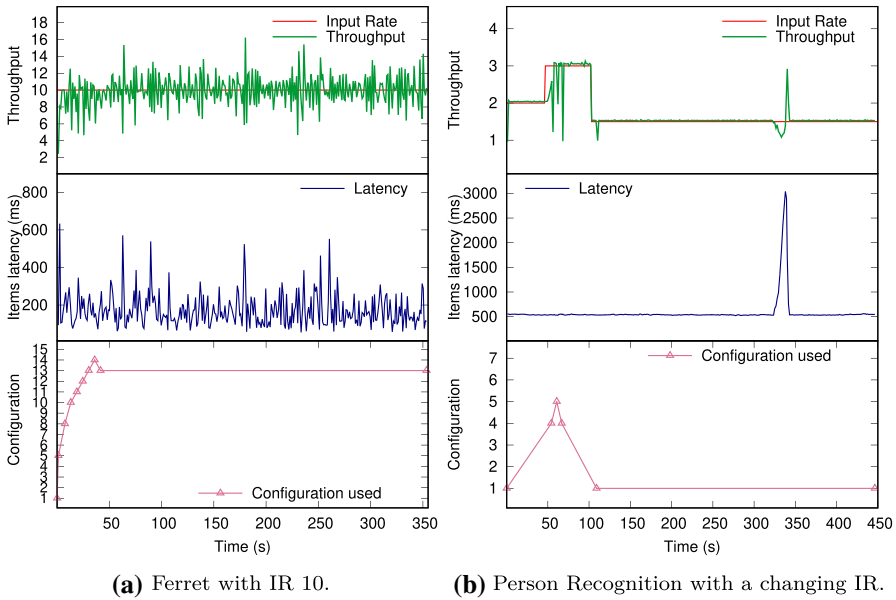 Input Rate
Throughput
18
16
14
12
10
8
6
4
2
Throughput
Latency
800
600
400
200
Items latency (ms)
15
14
13
12
11
10
9
8
7
6
5
4
3
2
1
Configuration
Configuration used
50 100 150 200 250 300 350
Time (s)
(a) Ferret with IR 10.
Input Rate
Throughput
4
3
2
1
Throughput
Latency
3000
2500
2000
1500
1000
500
Items latency (ms)
Configuration used
7
6
5
4
3
2
1
Configuration
50 100 150 200 250 300 350 400 450
Time (s)
(b) Person Recognition with a changing IR.